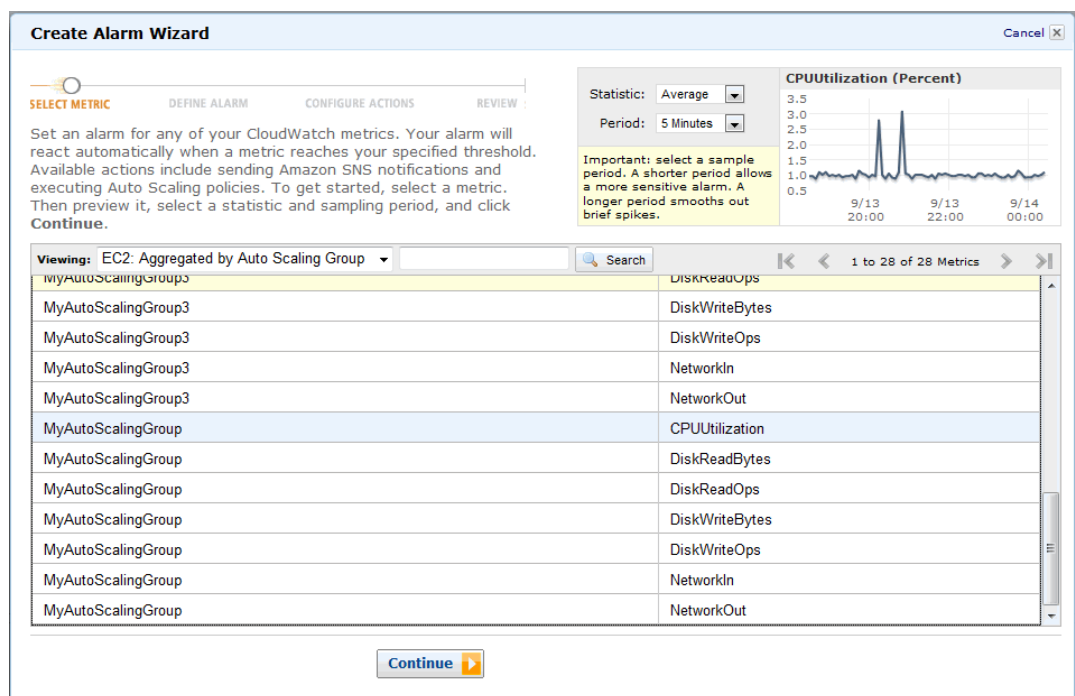 Create Alarm Wizard
Cancel
SELECT METRIC
DEFINE ALARM
CONFIGURE ACTIONS
REVIEW
Set an alarm for any of your CloudWatch metrics. Your alarm will
react automatically when a metric reaches your specified threshold.
Available actions include sending Amazon SNS notifications and
executing Auto Scaling policies. To get started, select a metric.
Then preview it, select a statistic and sampling period, and click
Continue.
Statistic: Average
Period: 5 Minutes
Important: select a sample
period. A shorter period allows
a more sensitive alarm. A
longer period smooths out
brief spikes.
CPUUtilization (Percent)
3.5
3.0
2.5
2.0
1.5
1.0
0.5
9/13 9/13 9/14
20:00 22:00 00:00
Viewing: EC2: Aggregated by Auto Scaling Group
Search
1 to 28 of 28 Metrics
MyAutoScalingGroup3 DiskReadOps
MyAutoScalingGroup3 DiskWriteBytes
MyAutoScalingGroup3 DiskWriteOps
MyAutoScalingGroup3 NetworkIn
MyAutoScalingGroup3 NetworkOut
MyAutoScalingGroup CPUUtilization
MyAutoScalingGroup DiskReadBytes
MyAutoScalingGroup DiskReadOps
MyAutoScalingGroup DiskWriteBytes
MyAutoScalingGroup DiskWriteOps
MyAutoScalingGroup NetworkIn
MyAutoScalingGroup NetworkOut
Continue